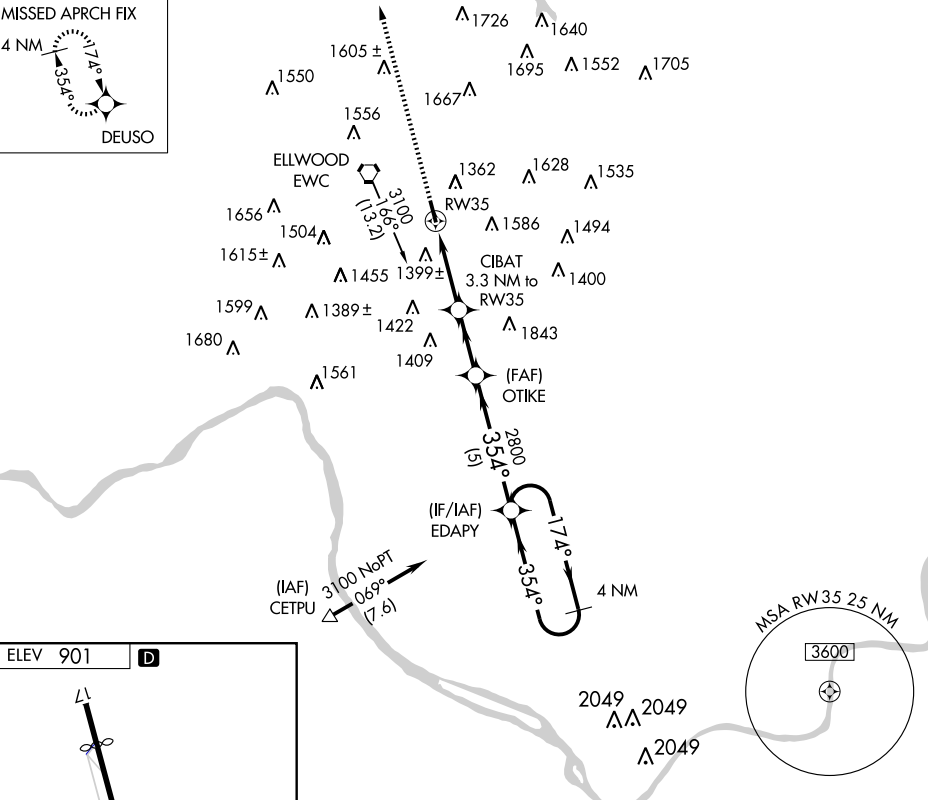 MISSED APRCH FIX
4 NM
174°
354°
DEUSO
1726
1640
1605 ±
1695
1552
1705
1550
1667
1556
ELLWOOD
EWC
1362
1628
1535
3100
166°
(13.2)
RW35
1656
1504
1586
1494
1615±
1455
1399±
CIBAT
3.3 NM to
RW35
1400
1599
1389 ±
1422
1843
1680
1409
1561
(FAF)
OTIKE
2800
354°
(5)
(IF/IAF)
EDAPY
174°
354°
4 NM
(IAF)
CETPU
3100 NoPT
069°
(7.6)
MSA RW35 25 NM
3600
ELEV 901 D
17
2049
2049
2049